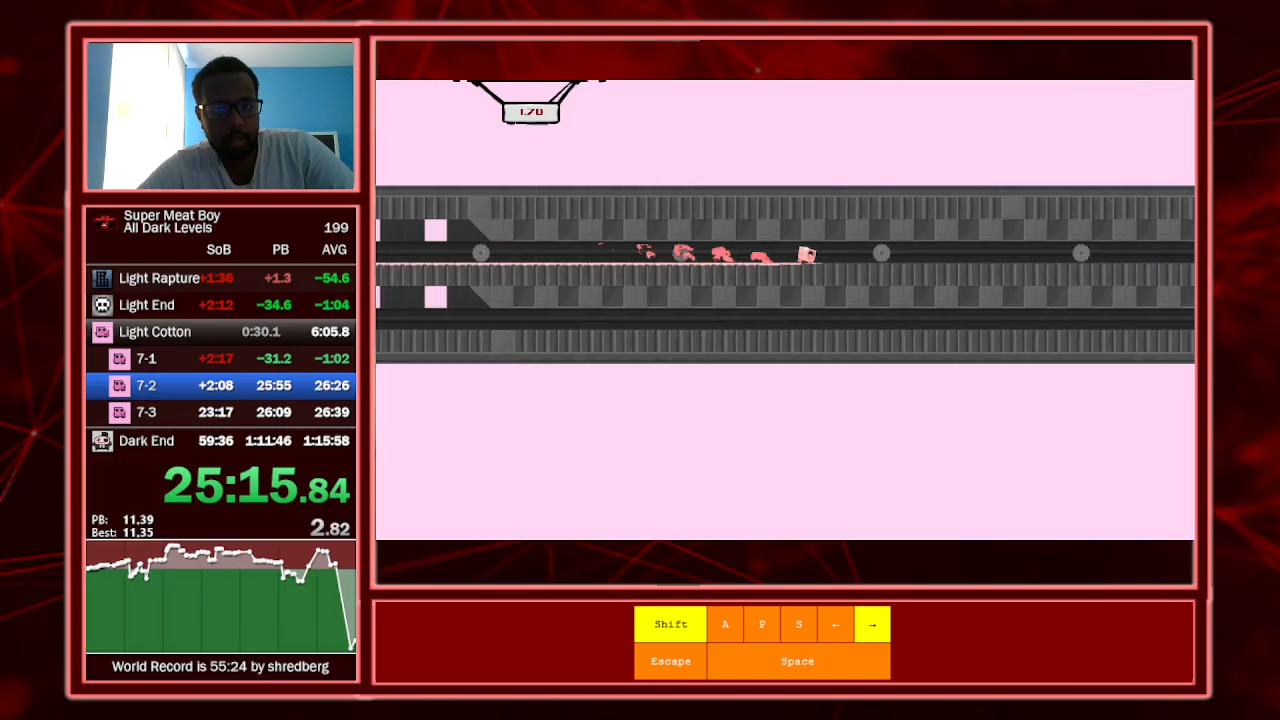 Super Meat Boy
All Dark Levels 199
SoB PB AVG
Light Rapture +1:36 +1.3 −54.6
Light End +2:12 −34.6 −1:04
Light Cotton 0:30.1 6:05.8
7-1 +2:17 −31.2 −1:02
7-2 +2:08 25:55 26:26
7-3 23:17 26:09 26:39
Dark End 59:36 1:11:46 1:15:58
25:15.84
PB: 11.39
Best: 11.35 2.82
World Record is 55:24 by shredberg
1.70
Shift A P S ← →
Escape Space